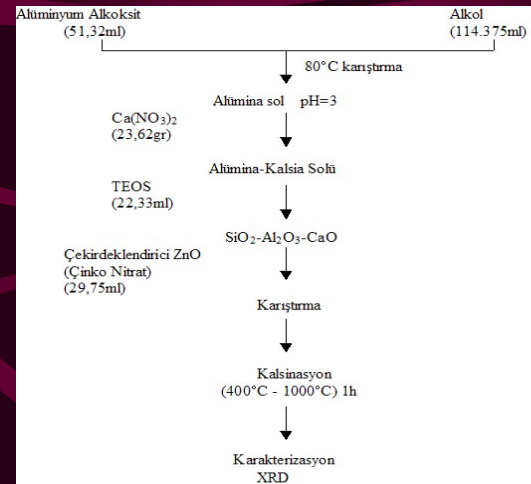 Alüminyum Alkoksit
(51,32ml)
Alkol
(114.375ml)
80°C karıştırma
Alümina sol pH=3
Ca(NO₃)₂
(23,62gr)
Alümina-Kalsia Solü
TEOS
(22,33ml)
SiO₂-Al₂O₃-CaO
Çekirdeklendirici ZnO
(Çinko Nitrat)
(29,75ml)
Karıştırma
Kalsinasyon
(400°C - 1000°C) 1h
Karakterizasyon
XRD